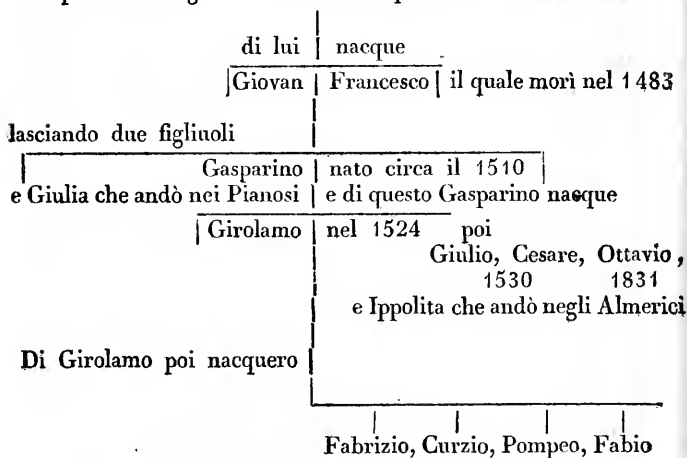 di lui nacque
Giovan Francesco il quale morì nel 1483
lasciando due figliuoli
Gasparino nato circa il 1510
e Giulia che andò nei Pianosi e di questo Gasparino nacque
Girolamo nel 1524 poi
Giulio, Cesare, Ottavio,
1530 1831
e Ippolita che andò negli Almerici
Di Girolamo poi nacquero
Fabrizio, Curzio, Pompeo, Fabio